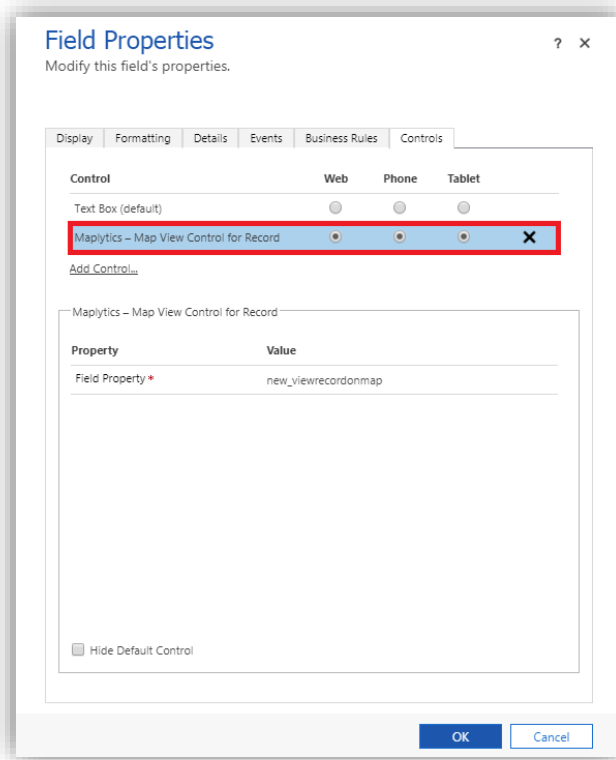 Field Properties
? ×
Modify this field's properties.
Display Formatting Details Events Business Rules Controls
Control Web Phone Tablet
Text Box (default)
Maplytics – Map View Control for Record
Add Control...
Maplytics – Map View Control for Record
Property Value
Field Property * new_viewrecordonmap
Hide Default Control
OK Cancel